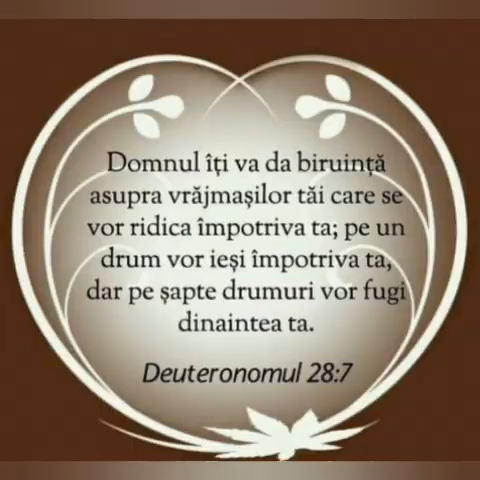 Domnul îți va da biruință
asupra vrăjmașilor tăi care se
vor ridica împotriva ta; pe un
drum vor ieși împotriva ta,
dar pe șapte drumuri vor fugi
dinaintea ta.
Deuteronomul 28:7